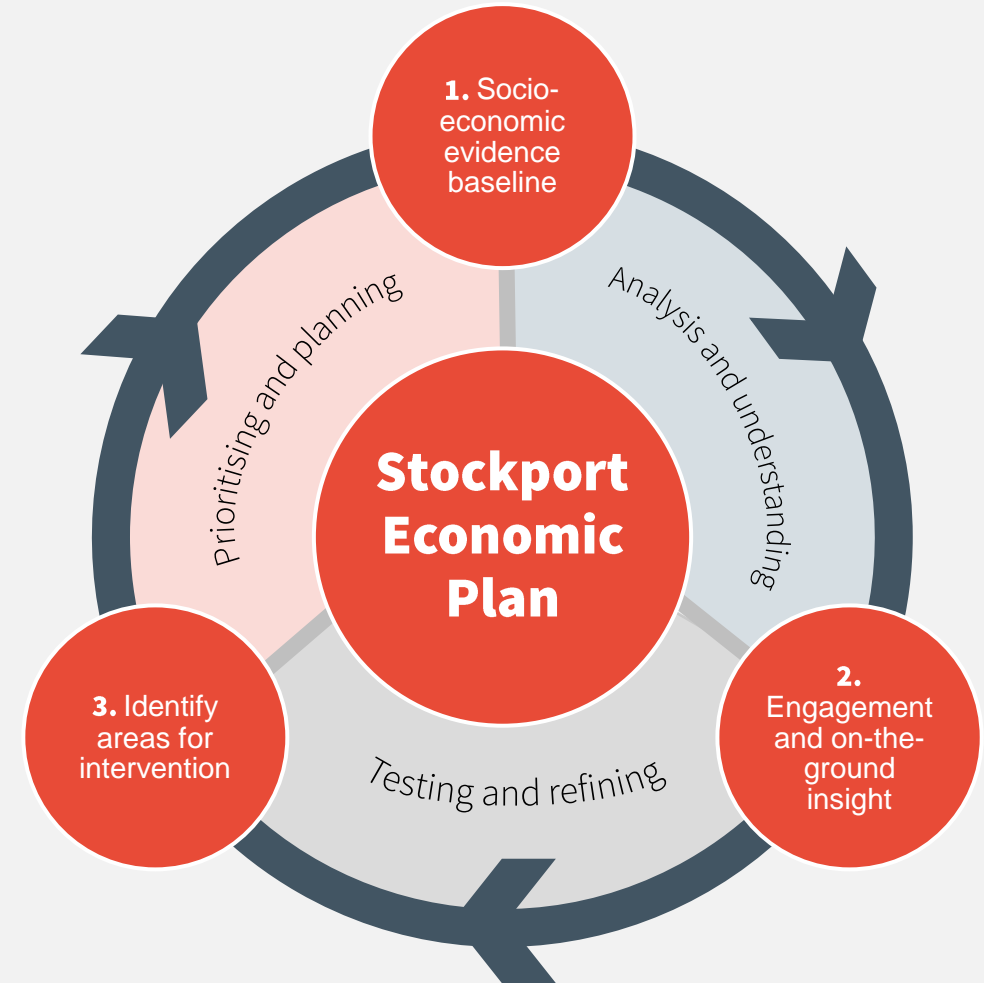 1. Socio-
economic
evidence
baseline
Analysis and understanding
2.
Engagement
and on-the-
ground
insight
Testing and refining
3. Identify
areas for
intervention
Prioritising and planning
Stockport
Economic
Plan